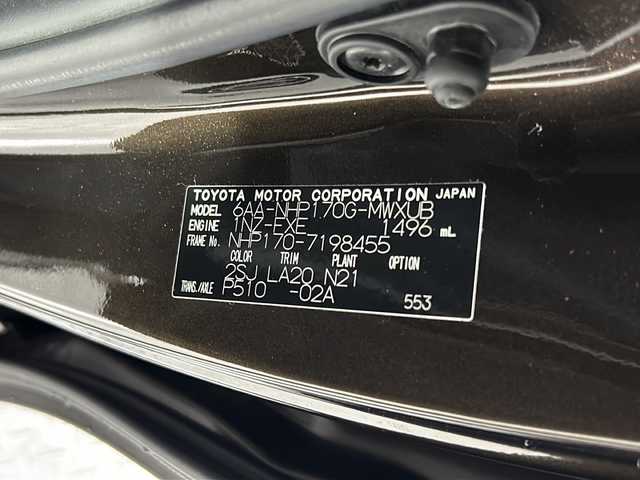 TOYOTA MOTOR CORPORATION JAPAN
MODEL 6AA-NHP170G-MWXUB
ENGINE 1NZ-EXE 1496 mL
FRAME No. NHP170-7198455
COLOR TRIM PLANT OPTION
2SJ LA20 N21
TRANS./AXLE P510 -02A
553